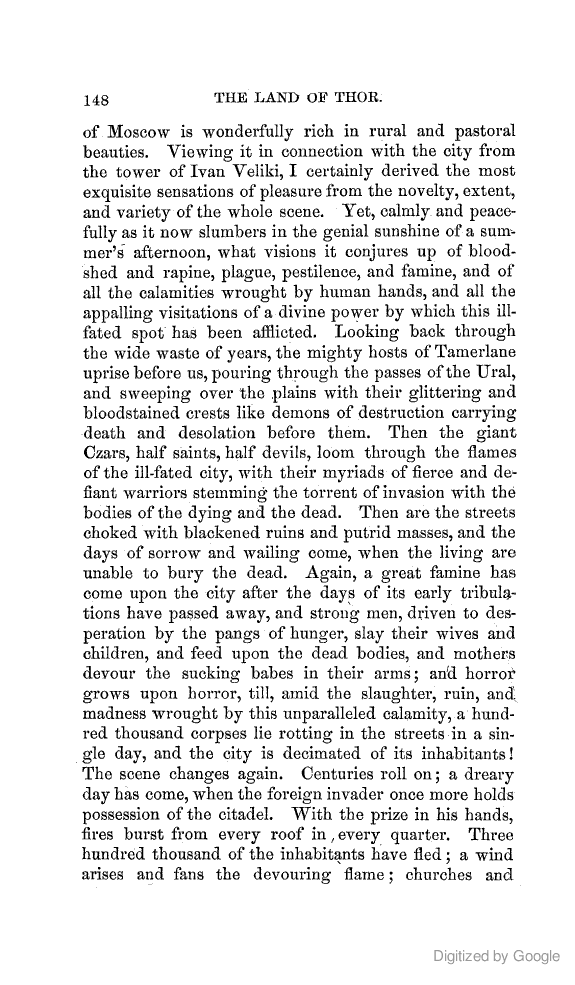 148 THE LAND OF THOR.
of Moscow is wonderfully rich in rural and pastoral
beauties. Viewing it in connection with the city from
the tower of Ivan Veliki, I certainly derived the most
exquisite sensations of pleasure from the novelty, extent,
and variety of the whole scene. Yet, calmly and peace-
fully as it now slumbers in the genial sunshine of a sum-
mer's afternoon, what visions it conjures up of blood-
shed and rapine, plague, pestilence, and famine, and of
all the calamities wrought by human hands, and all the
appalling visitations of a divine power by which this ill-
fated spot has been afflicted. Looking back through
the wide waste of years, the mighty hosts of Tamerlane
uprise before us, pouring through the passes of the Ural,
and sweeping over the plains with their glittering and
bloodstained crests like demons of destruction carrying
death and desolation before them. Then the giant
Czars, half saints, half devils, loom through the flames
of the ill-fated city, with their myriads of fierce and de-
fiant warriors stemming the torrent of invasion with the
bodies of the dying and the dead. Then are the streets
choked with blackened ruins and putrid masses, and the
days of sorrow and wailing come, when the living are
unable to bury the dead. Again, a great famine has
come upon the city after the days of its early tribula-
tions have passed away, and strong men, driven to des-
peration by the pangs of hunger, slay their wives and
children, and feed upon the dead bodies, and mothers
devour the sucking babes in their arms; and horror
grows upon horror, till, amid the slaughter, ruin, and
madness wrought by this unparalleled calamity, a hund-
red thousand corpses lie rotting in the streets in a sin-
gle day, and the city is decimated of its inhabitants!
The scene changes again. Centuries roll on; a dreary
day has come, when the foreign invader once more holds
possession of the citadel. With the prize in his hands,
fires burst from every roof in every quarter. Three
hundred thousand of the inhabitants have fled; a wind
arises and fans the devouring flame; churches and
Digitized by Google